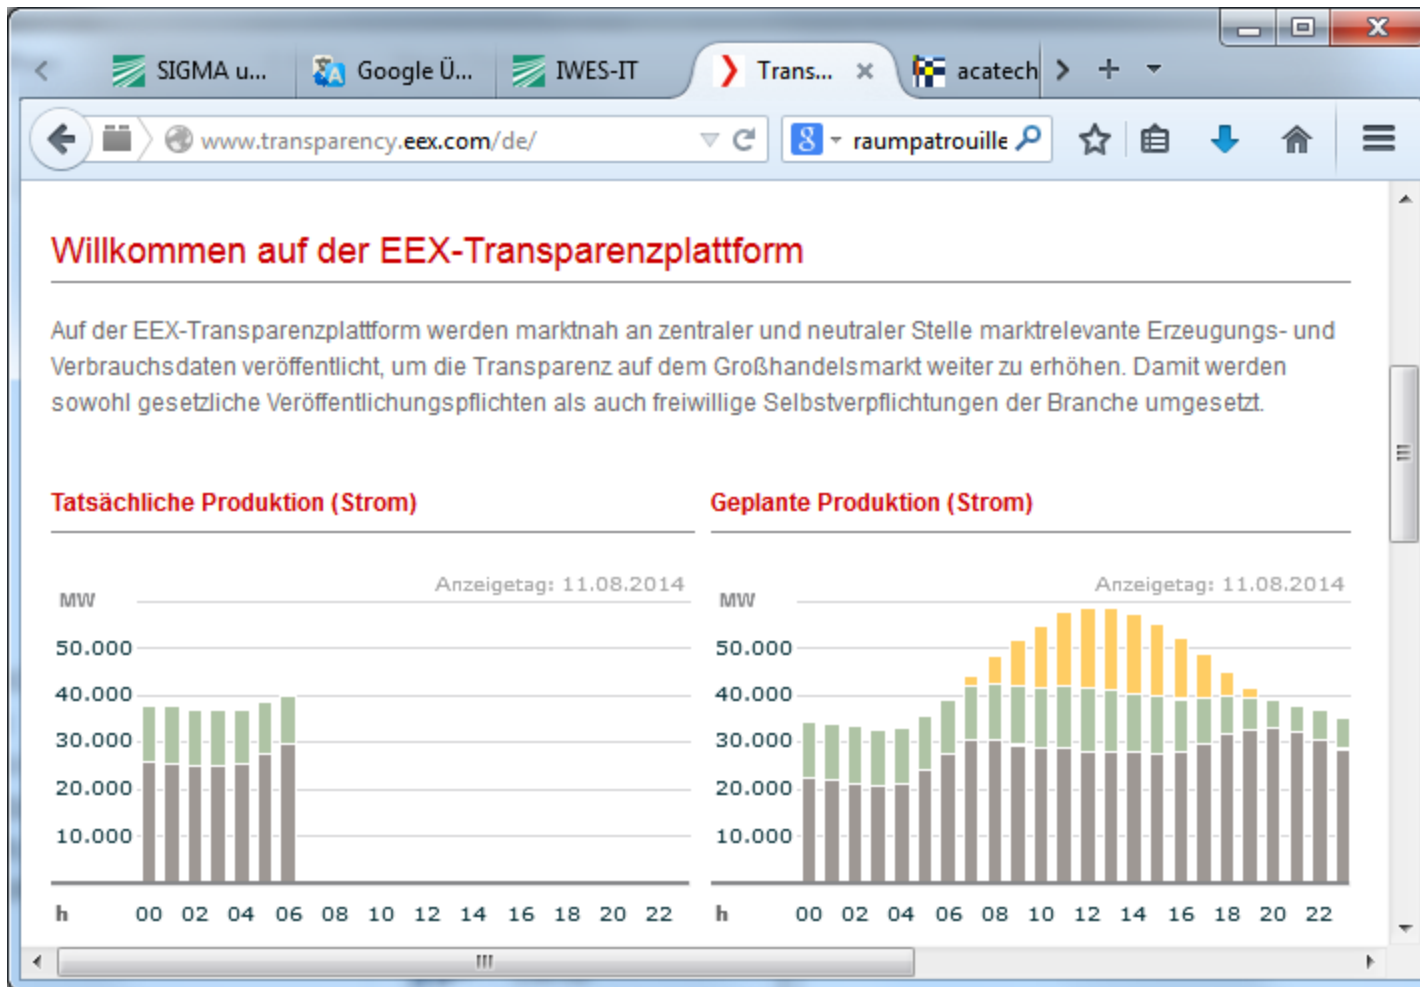 SIGMA u...
Google Ü...
IWES-IT
Trans...
acatech
www.transparency.eex.com/de/
raumpatrouille
Willkommen auf der EEX-Transparenzplattform
Auf der EEX-Transparenzplattform werden marktnah an zentraler und neutraler Stelle marktrelevante Erzeugungs- und
Verbrauchsdaten veröffentlicht, um die Transparenz auf dem Großhandelsmarkt weiter zu erhöhen. Damit werden
sowohl gesetzliche Veröffentlichungspflichten als auch freiwillige Selbstverpflichtungen der Branche umgesetzt.
Tatsächliche Produktion (Strom)
Anzeigetag: 11.08.2014
MW
50.000
40.000
30.000
20.000
10.000
h 00 02 04 06 08 10 12 14 16 18 20 22
Geplante Produktion (Strom)
Anzeigetag: 11.08.2014
MW
50.000
40.000
30.000
20.000
10.000
h 00 02 04 06 08 10 12 14 16 18 20 22